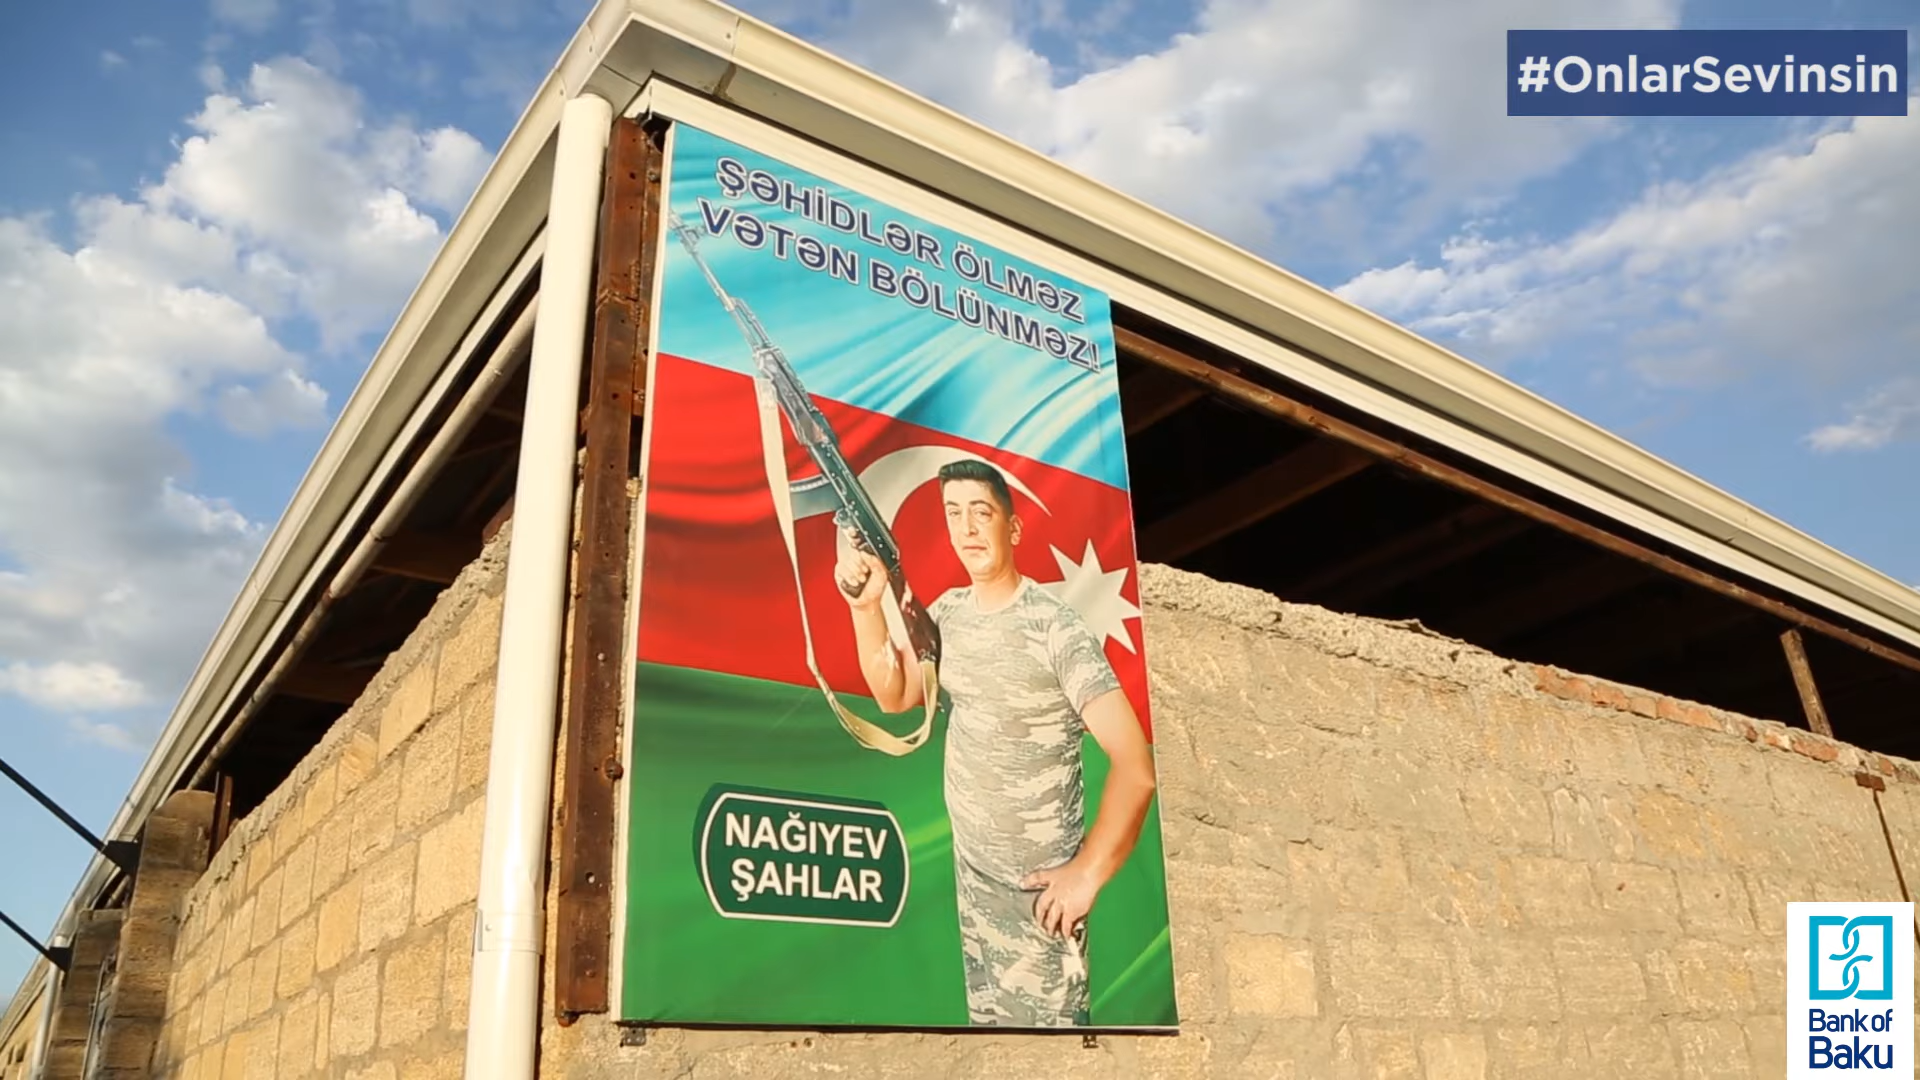 #OnlarSevinsin
ŞƏHİDLƏR ÖLMƏZ
VƏTƏN BÖLÜNMƏZ!
NAĞIYEV
ŞAHLAR
Bank of
Baku